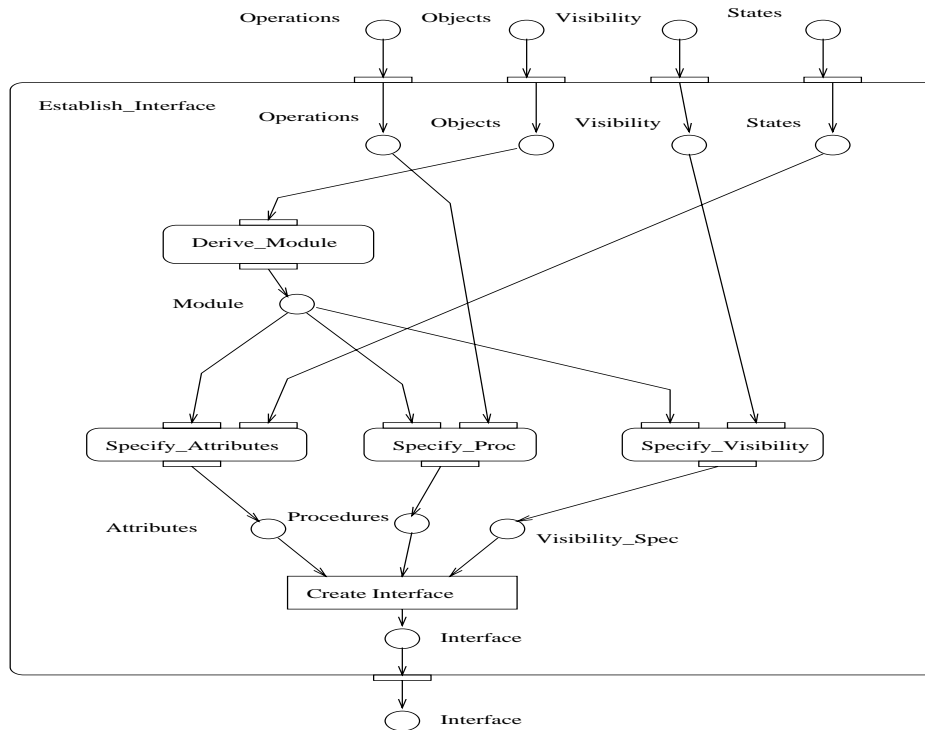 Operations
Objects
Visibility
States
Establish_Interface
Operations
Objects
Visibility
States
Derive_Module
Module
Specify_Attributes
Specify_Proc
Specify_Visibility
Attributes
Procedures
Visibility_Spec
Create Interface
Interface
Interface